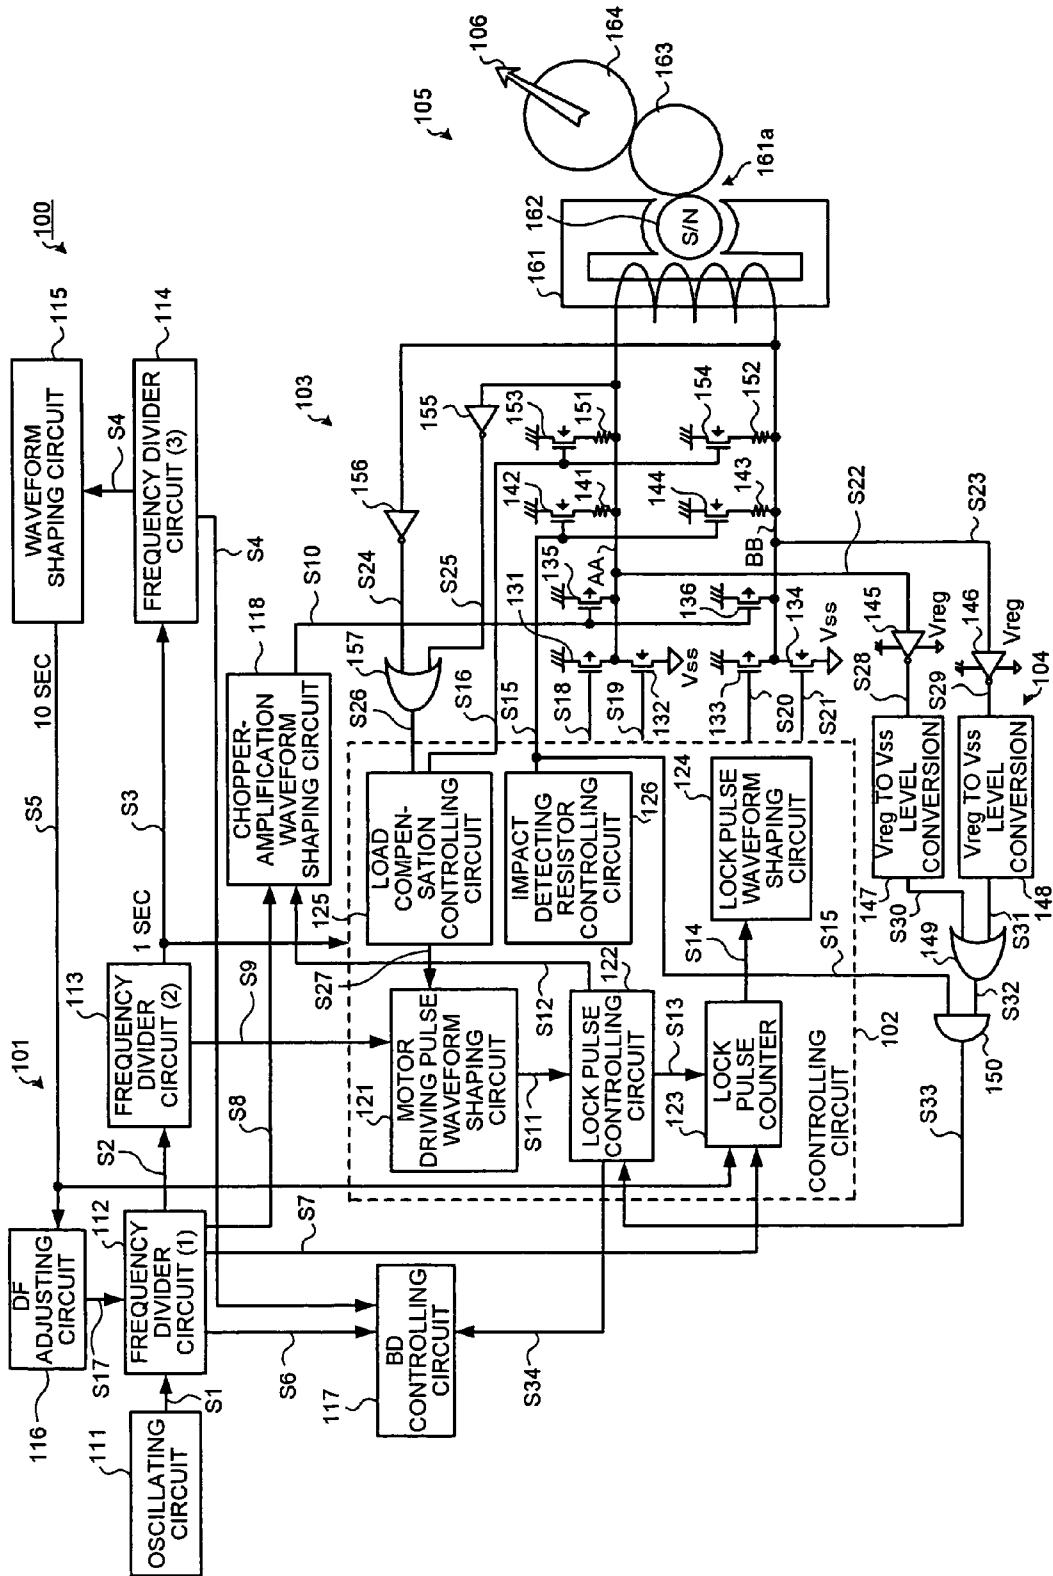 100
101
10 SEC
S5
115
WAVEFORM
SHAPING CIRCUIT
S4
114
FREQUENCY DIVIDER
CIRCUIT (3)
S4
S3
1 SEC
113
FREQUENCY
DIVIDER
CIRCUIT (2)
S2
S9
116
DF
ADJUSTING
CIRCUIT
S17
112
FREQUENCY
DIVIDER
CIRCUIT (1)
S1
111
OSCILLATING
CIRCUIT
S8
S7
S6
117
BD
CONTROLLING
CIRCUIT
S34
118
CHOPPER-
AMPLIFICATION
WAVEFORM
SHAPING CIRCUIT
S10
103
125
LOAD
COMPEN-
SATION
CONTROLLING
CIRCUIT
S27
121
MOTOR
DRIVING PULSE
WAVEFORM
SHAPING
CIRCUIT
S11
S12
IMPACT
DETECTING
RESISTOR
CONTROLLING
CIRCUIT
126
122
LOCK PULSE
CONTROLLING
CIRCUIT
S13
123
LOCK
PULSE
COUNTER
S14
124
LOCK PULSE
WAVEFORM
SHAPING
CIRCUIT
S15
CONTROLLING
CIRCUIT
102
156
155
157
S24
S25
S26
S16
S15
S18
S19
S20
S21
131
132
133
134
135
136
Vss
Vss
AA
BB
141
142
143
144
151
152
153
154
S22
S23
145
Vreg
146
Vreg
S28
S29
104
147
Vreg TO Vss
LEVEL
CONVERSION
148
Vreg TO Vss
LEVEL
CONVERSION
S30
S31
149
S32
150
S33
105
106
161
162
S/N
161a
163
164